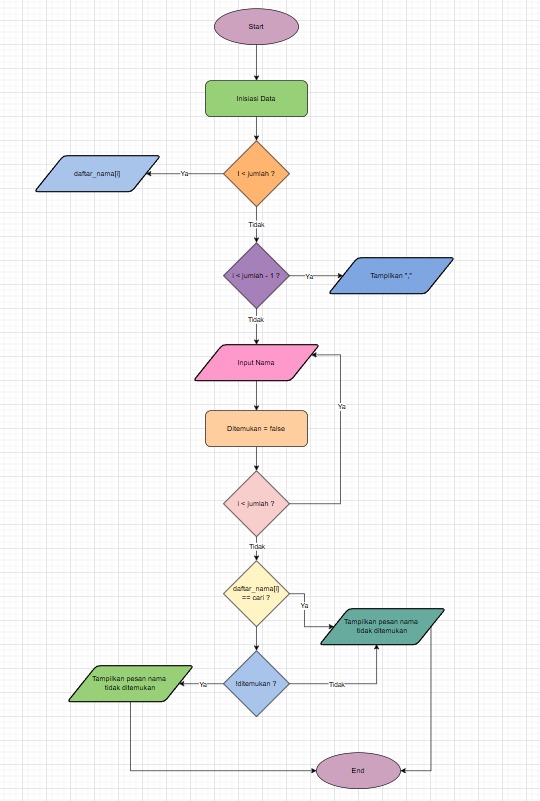 Start
Inisiasi Data
i < jumlah ?
Ya
daftar_nama[i]
Tidak
i < jumlah - 1 ?
Ya
Tampilkan ","
Tidak
Input Nama
Ditemukan = false
Ya
i < jumlah ?
Tidak
daftar_nama[i]
== cari ?
Ya
Tampilkan pesan nama
tidak ditemukan
!ditemukan ?
Ya
Tidak
Tampilkan pesan nama
tidak ditemukan
End